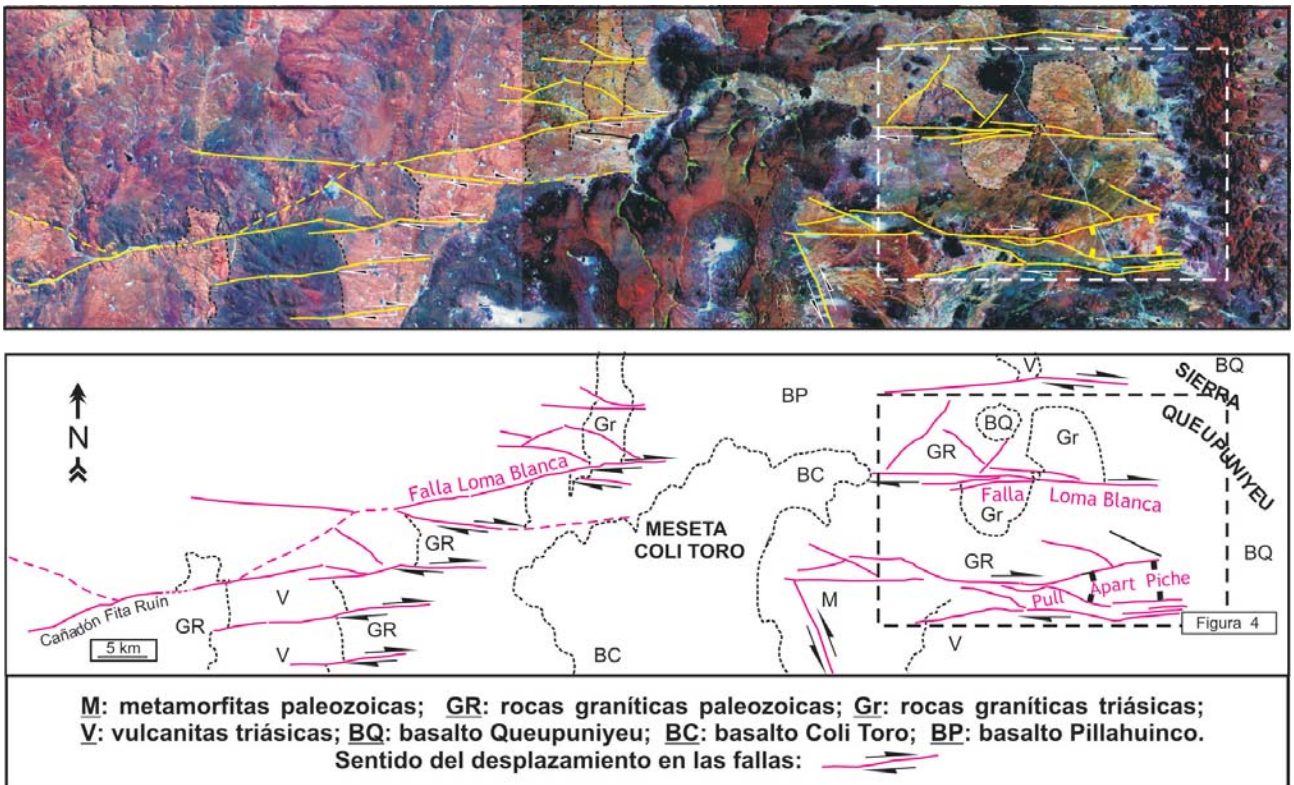 V
BQ
SIERRA
QUEUPUNIYEU
BP
N
Gr
BQ
Gr
GR
Falla Loma Blanca
BC
Falla Loma Blanca
Gr
MESETA
COLI TORO
GR
GR
BQ
Pull Apart Piche
Cañadón Fita Ruín
V
M
GR
GR
Figura 4
5 km
V
V
BC
M: metamorfitas paleozoicas; GR: rocas graníticas paleozoicas; Gr: rocas graníticas triásicas;
V: vulcanitas triásicas; BQ: basalto Queupuniyeu; BC: basalto Coli Toro; BP: basalto Pillahuinco.
Sentido del desplazamiento en las fallas: